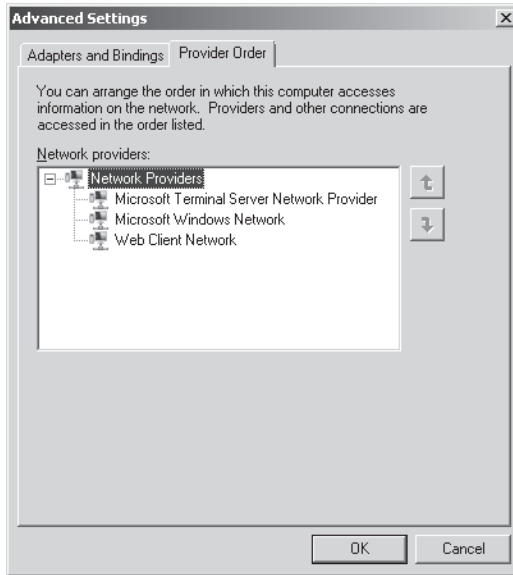 Advanced Settings
Adapters and Bindings
Provider Order
You can arrange the order in which this computer accesses
information on the network. Providers and other connections are
accessed in the order listed.
Network providers:
Network Providers
Microsoft Terminal Server Network Provider
Microsoft Windows Network
Web Client Network
OK
Cancel